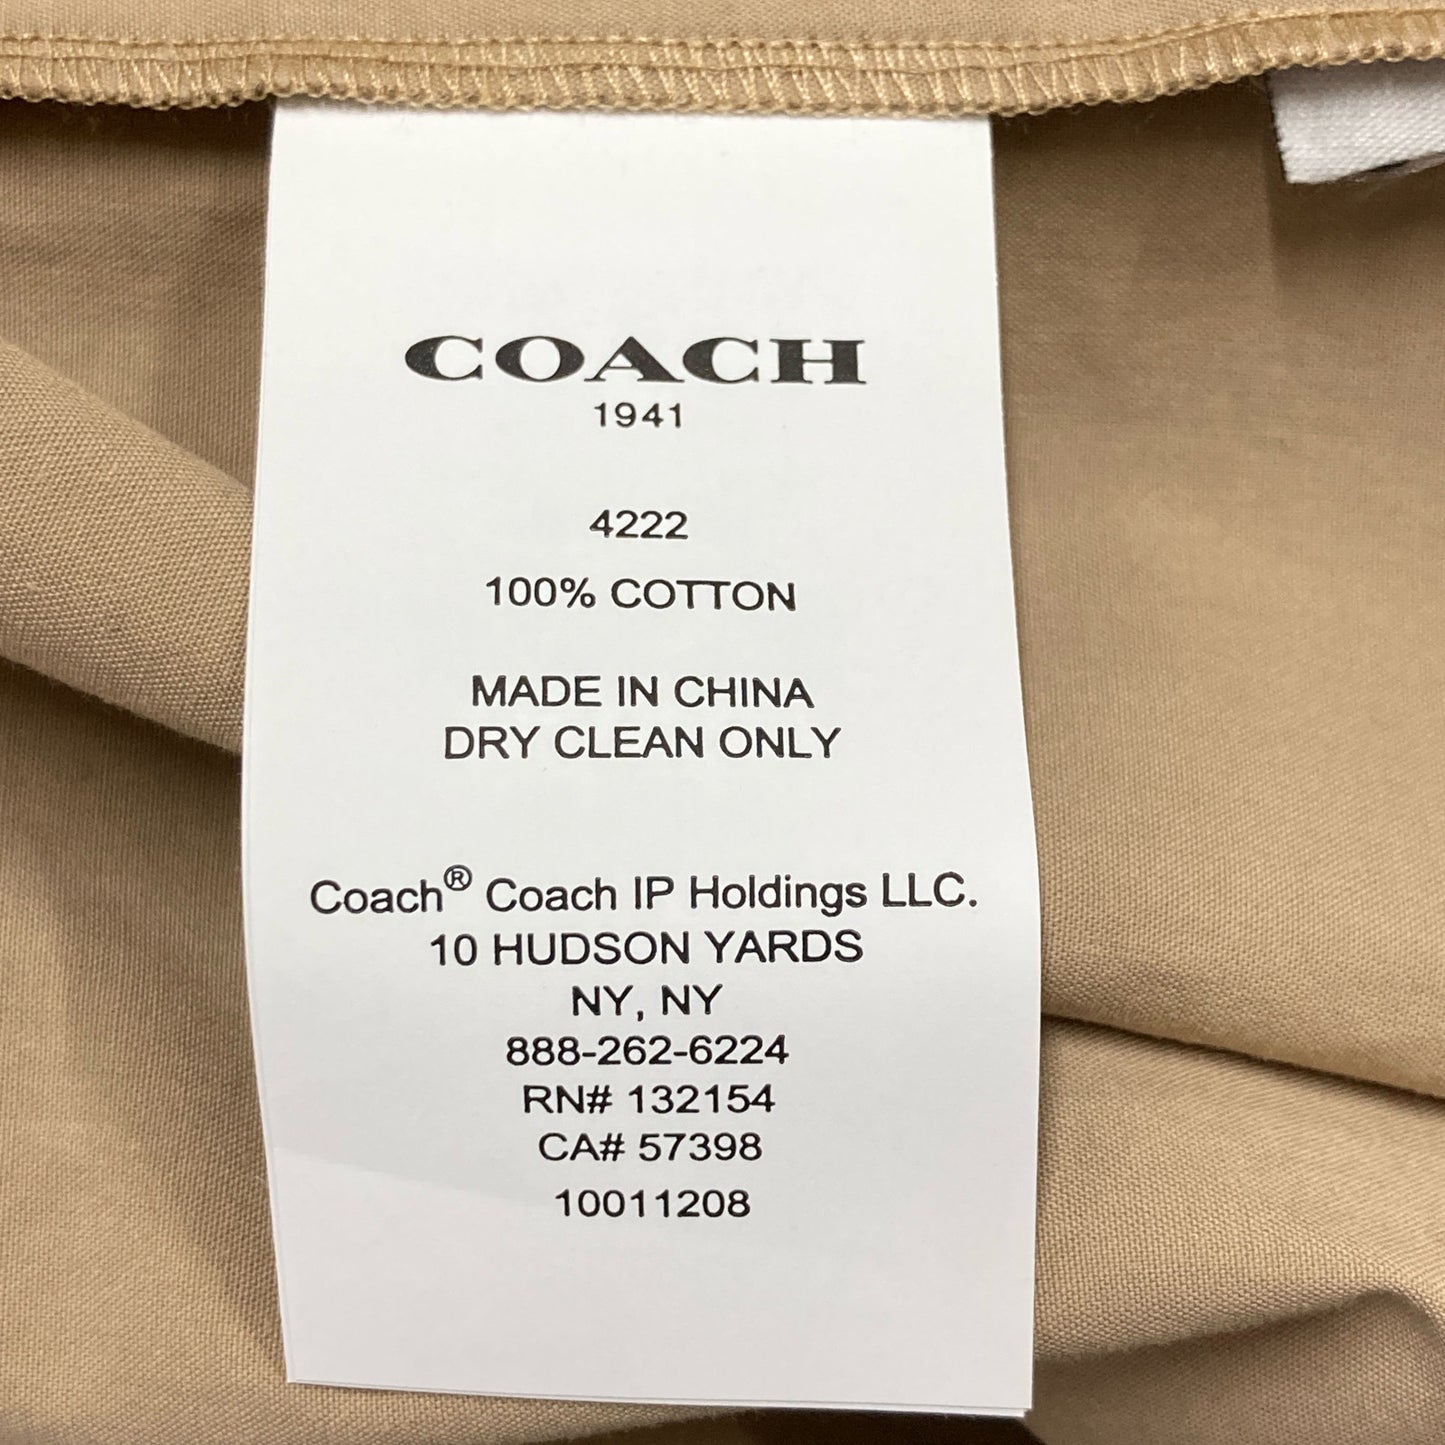 COACH
1941
4222
100% COTTON
MADE IN CHINA
DRY CLEAN ONLY
Coach® Coach IP Holdings LLC.
10 HUDSON YARDS
NY, NY
888-262-6224
RN# 132154
CA# 57398
10011208